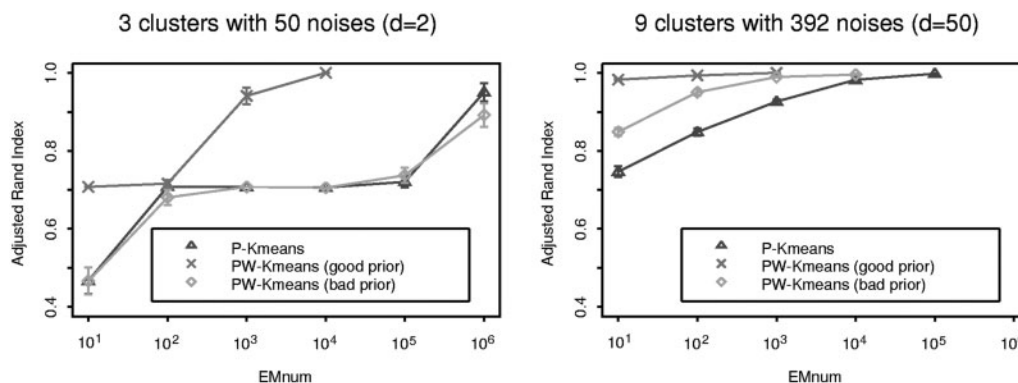 3 clusters with 50 noises (d=2)
Adjusted Rand Index
1.0
0.8
0.6
0.4
P-Kmeans
PW-Kmeans (good prior)
PW-Kmeans (bad prior)
10¹ 10² 10³ 10⁴ 10⁵ 10⁶
EMnum
9 clusters with 392 noises (d=50)
Adjusted Rand Index
1.0
0.8
0.6
0.4
P-Kmeans
PW-Kmeans (good prior)
PW-Kmeans (bad prior)
10¹ 10² 10³ 10⁴ 10⁵
EMnum